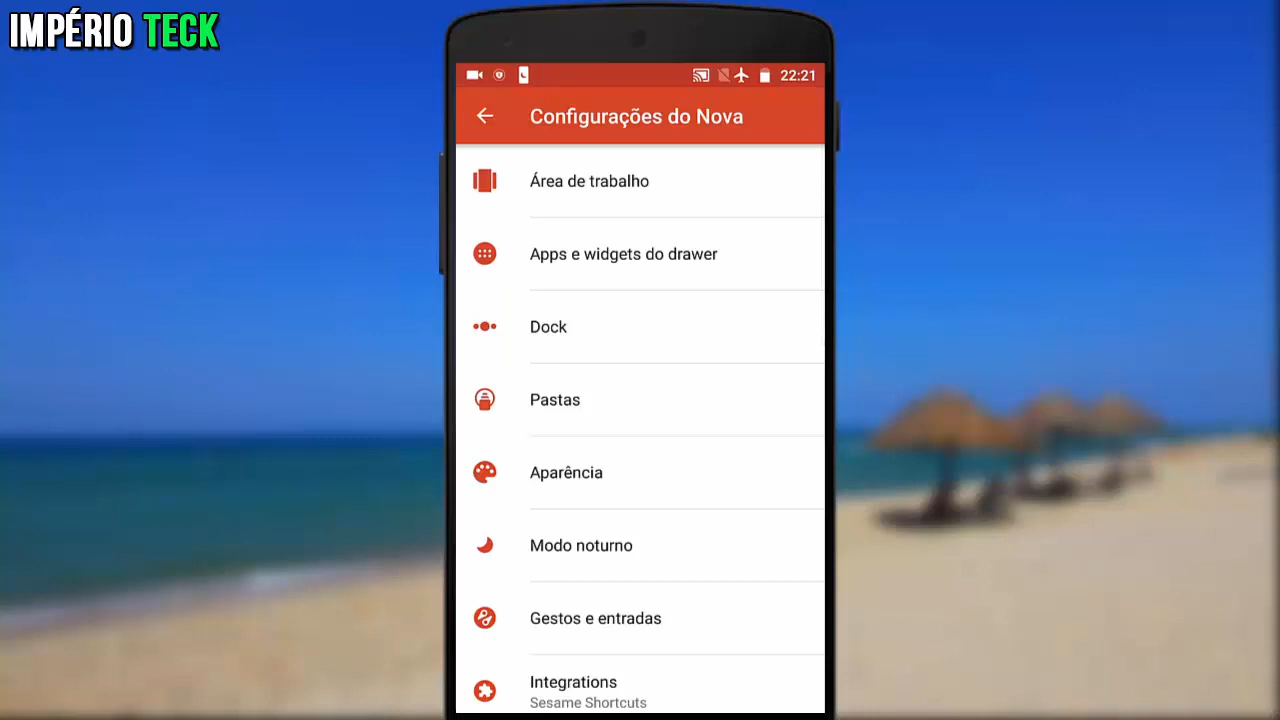 IMPÉRIO TECK
22:21
Configurações do Nova
Área de trabalho
Apps e widgets do drawer
Dock
Pastas
Aparência
Modo noturno
Gestos e entradas
Integrations
Sesame Shortcuts